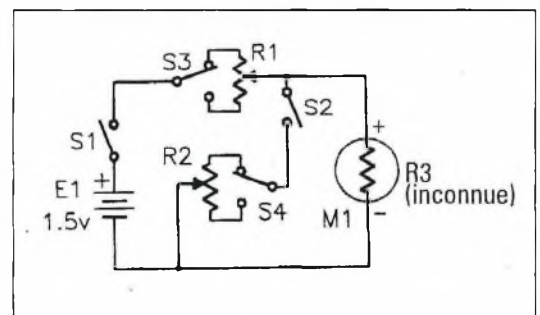 S3
R1
S1
S2
R2
+
+
E1
1.5v
S4
M1
R3
(inconnue)
-